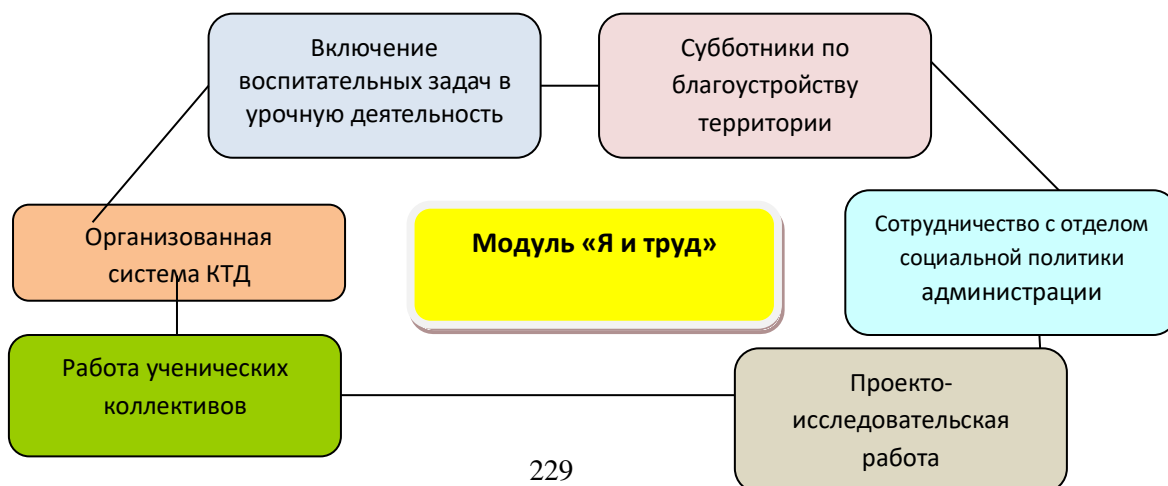 Включение
воспитательных задач в
урочную деятельность
Субботники по
благоустройству
территории
Организованная
система КТД
Модуль «Я и труд»
Сотрудничество с отделом
социальной политики
администрации
Работа ученических
коллективов
Проекто-
исследовательская
работа
229